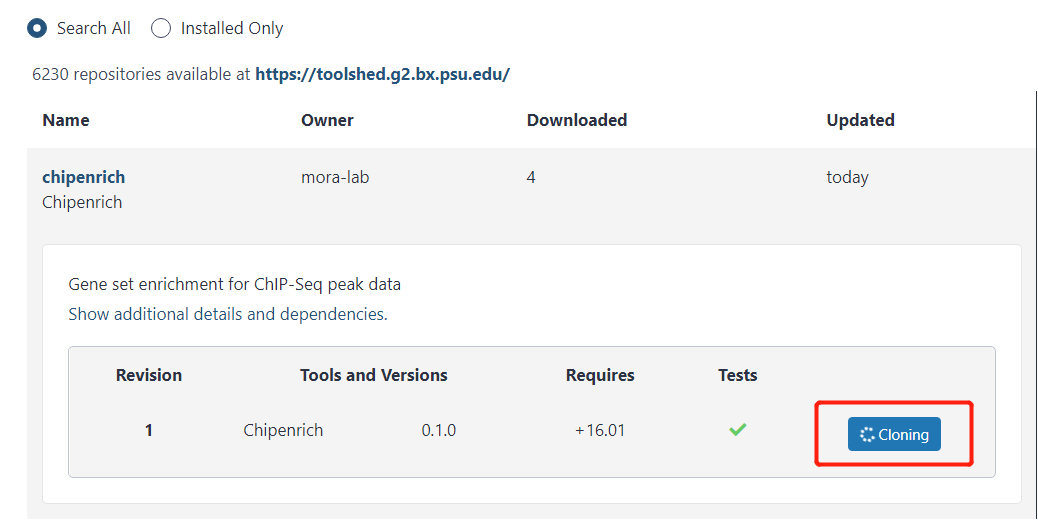 Search All Installed Only
6230 repositories available at https://toolshed.g2.bx.psu.edu/
Name Owner Downloaded Updated
chipenrich mora-lab 4 today
Chipenrich
Gene set enrichment for ChIP-Seq peak data
Show additional details and dependencies.
Revision Tools and Versions Requires Tests
1 Chipenrich 0.1.0 +16.01 Cloning